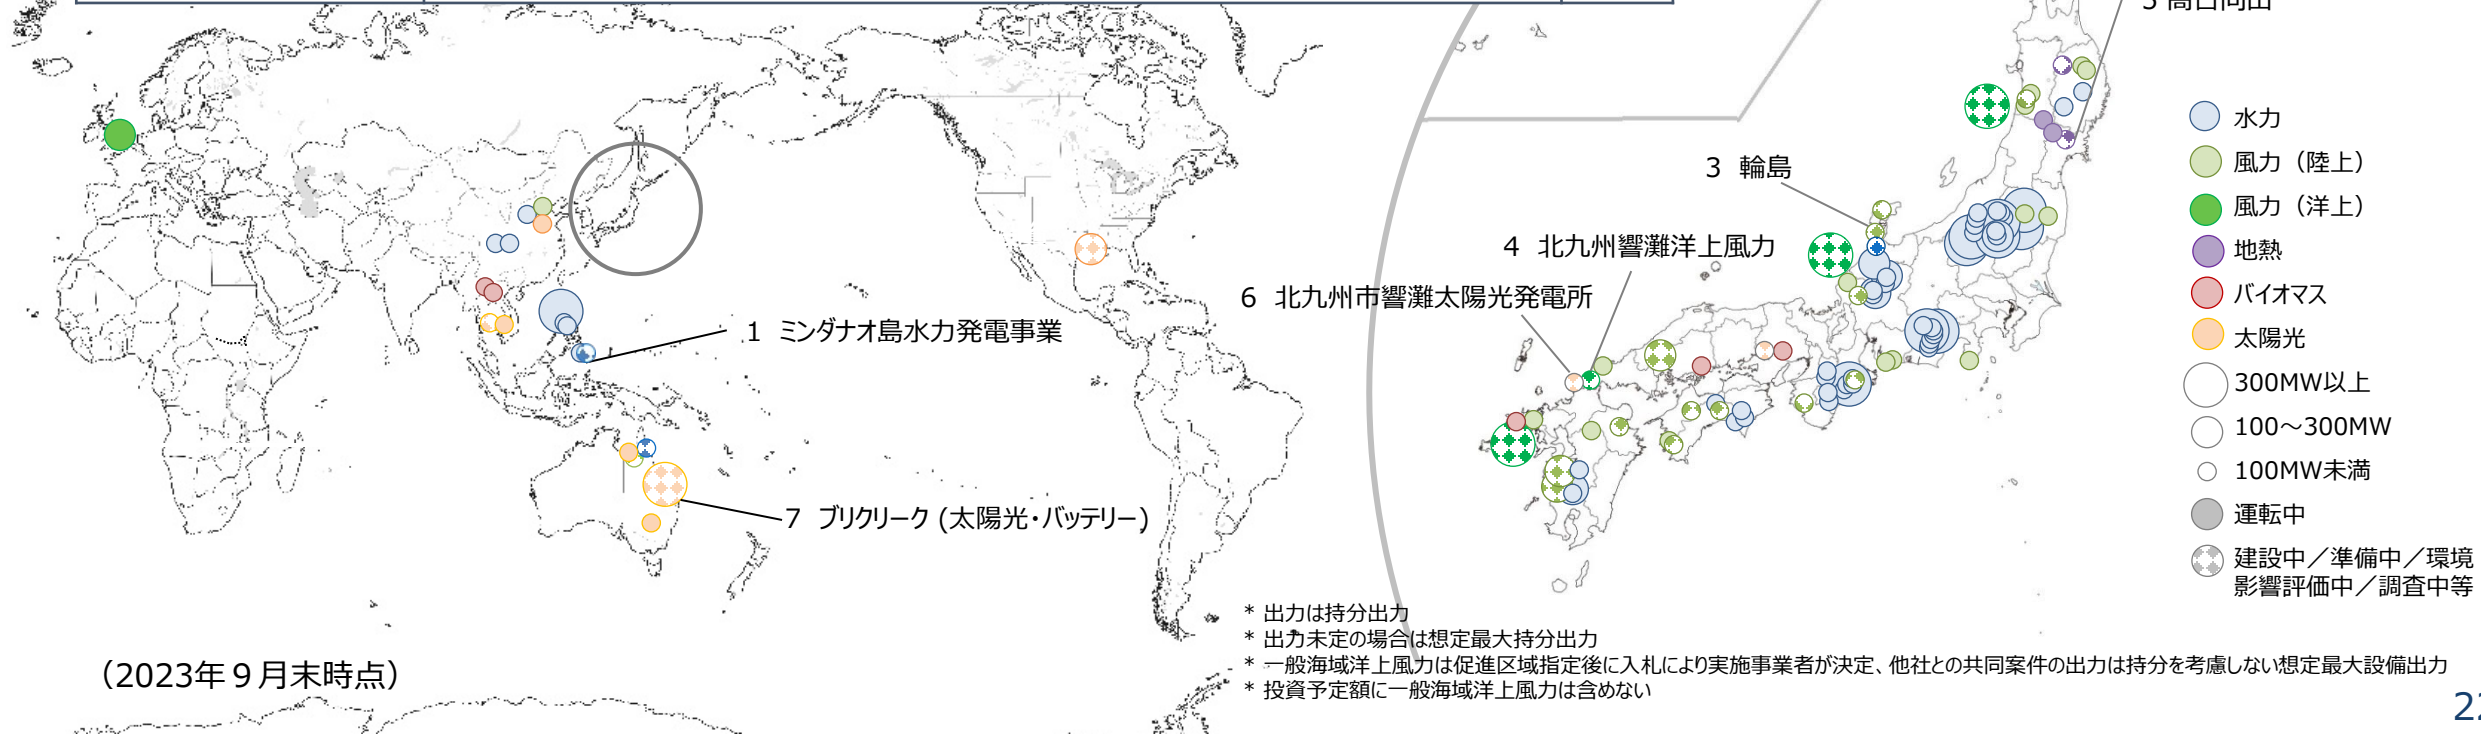 3 輪島
4 北九州響灘洋上風力
6 北九州市響灘太陽光発電所
1 ミンダナオ島水力発電事業
7 ブリクリーク (太陽光・バッテリー)
水力
風力（陸上）
風力（洋上）
地熱
バイオマス
太陽光
300MW以上
100～300MW
100MW未満
運転中
建設中／準備中／環境
影響評価中／調査中等
* 出力は持分出力
* 出力未定の場合は想定最大持分出力
* 一般海域洋上風力は促進区域指定後に入札により実施事業者が決定、他社との共同案件の出力は持分を考慮しない想定最大設備出力
* 投資予定額に一般海域洋上風力は含めない
（2023年９月末時点）